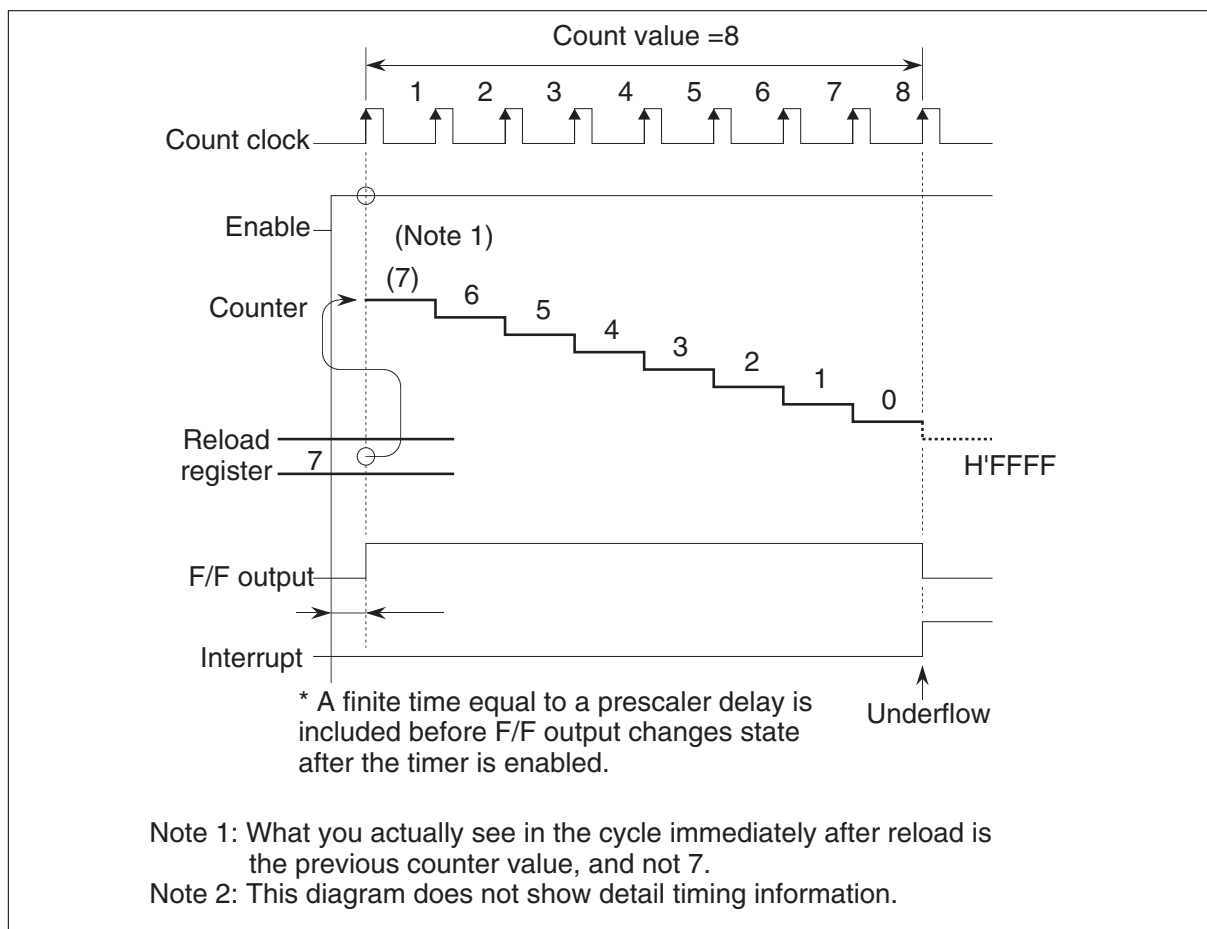 Count value =8
1 2 3 4 5 6 7 8
Count clock
Enable
(Note 1)
(7)
Counter
6
5
4
3
2
1
0
Reload
register
7
H'FFFF
F/F output
Interrupt
* A finite time equal to a prescaler delay is
included before F/F output changes state
after the timer is enabled.
Underflow
Note 1: What you actually see in the cycle immediately after reload is
the previous counter value, and not 7.
Note 2: This diagram does not show detail timing information.